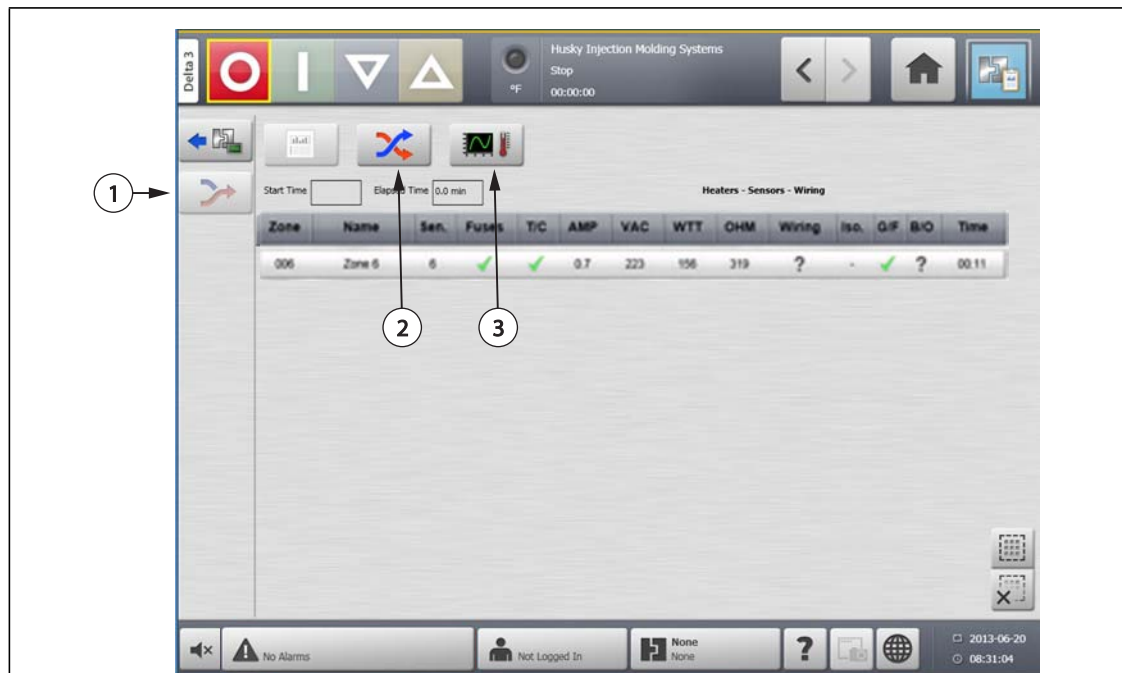 Delta 3
°F
Husky Injection Molding Systems
Stop
00:00:00
1
Start Time
Elapsed Time 0.0 min
Heaters - Sensors - Wiring
Zone Name Sen. Fuses T/C AMP VAC WTT OHM Wiring Iso. G/F B/O Time
006 Zone 6 6 ✓ ✓ 0.7 223 156 319 ? - ✓ ? 00:11
2
3
No Alarms
Not Logged In
None
None
?
2013-06-20
08:31:04